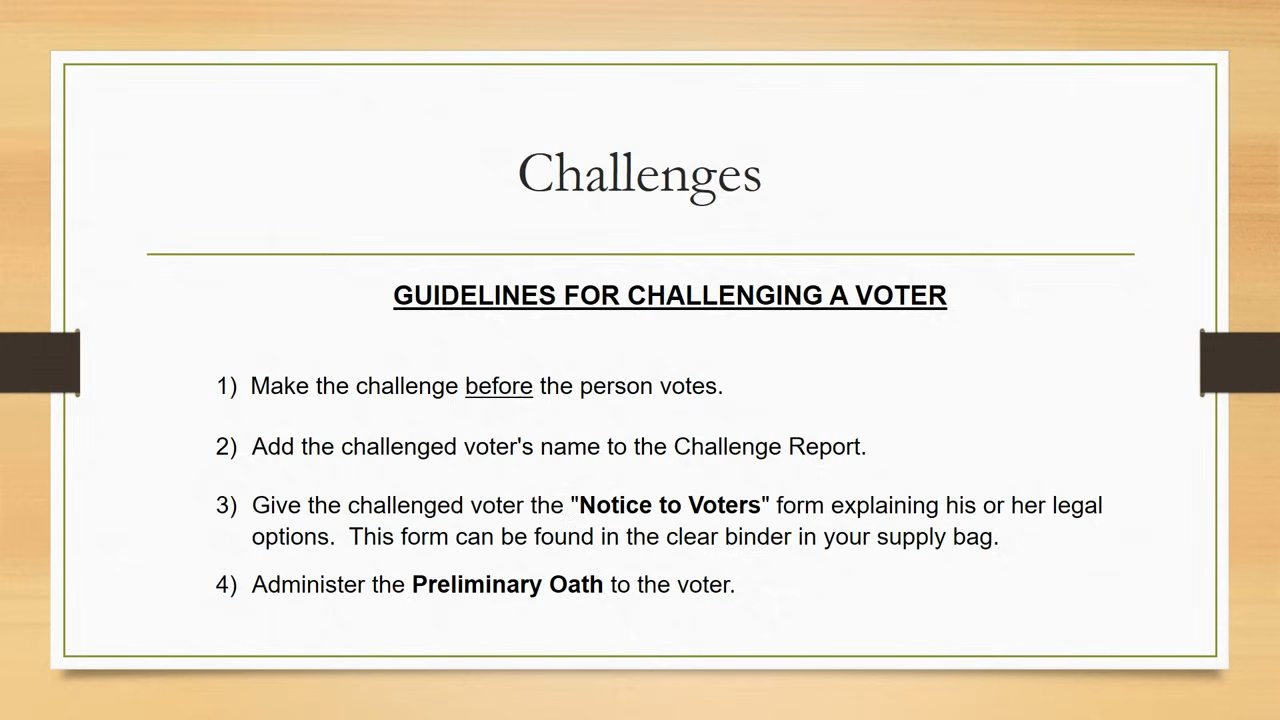 Challenges
GUIDELINES FOR CHALLENGING A VOTER
1) Make the challenge before the person votes.
2) Add the challenged voter's name to the Challenge Report.
3) Give the challenged voter the "Notice to Voters" form explaining his or her legal
options. This form can be found in the clear binder in your supply bag.
4) Administer the Preliminary Oath to the voter.